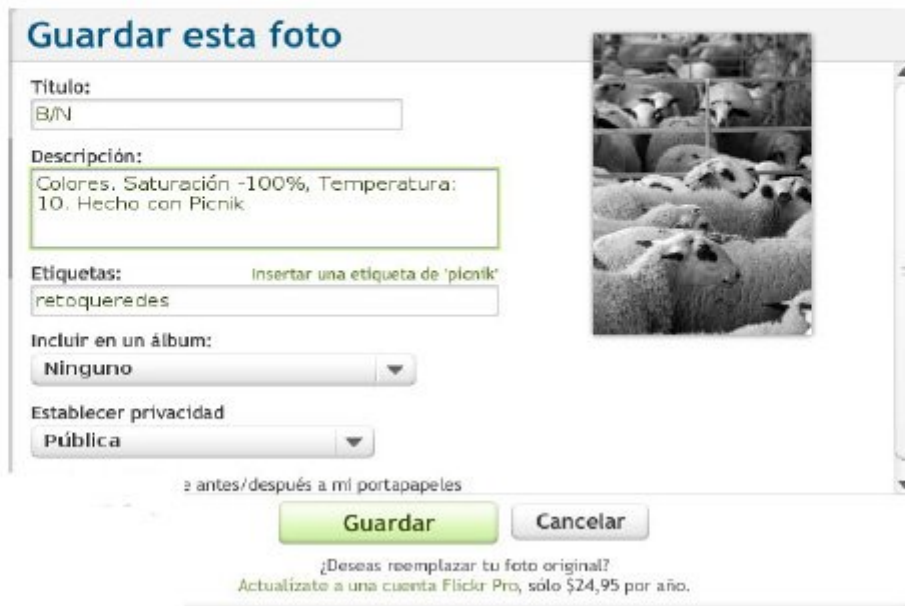 Guardar esta foto
Título:
B/N
Descripción:
Colores. Saturación -100%, Temperatura:
10. Hecho con Picnik
Etiquetas:
Insertar una etiqueta de 'picnik'
retoqueredes
Incluir en un álbum:
Ninguno
Establecer privacidad
Pública
e antes/después a mi portapapeles
Guardar
Cancelar
¿Deseas reemplazar tu foto original?
Actualízate a una cuenta Flickr Pro, sólo $24,95 por año.